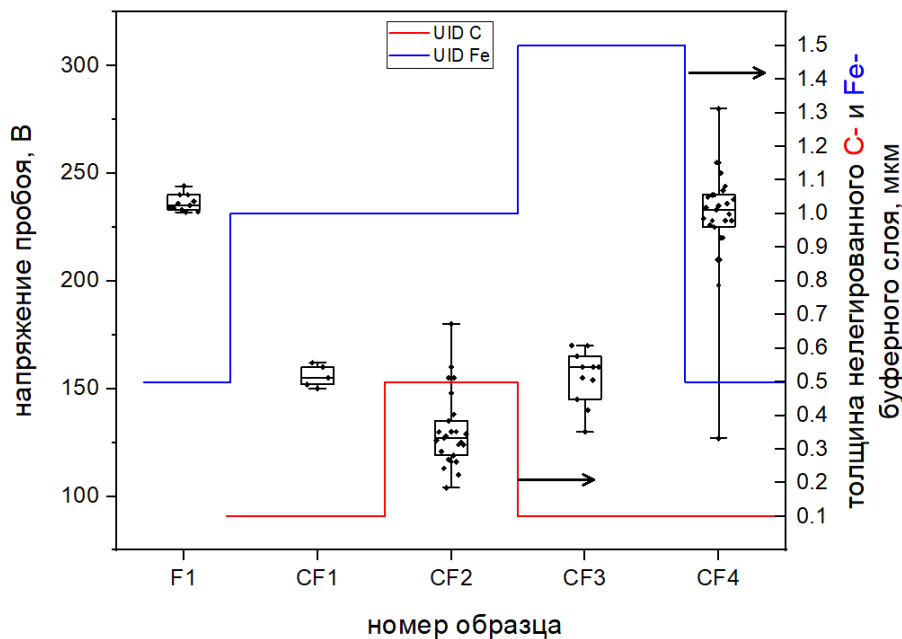 UID C
UID Fe
напряжение пробоя, В
300
250
200
150
100
1.5
1.4
1.3
1.2
1.1
1.0
0.9
0.8
0.7
0.6
0.5
0.4
0.3
0.2
0.1
толщина нелегированного C- и Fe-
буферного слоя, мкм
F1 CF1 CF2 CF3 CF4
номер образца